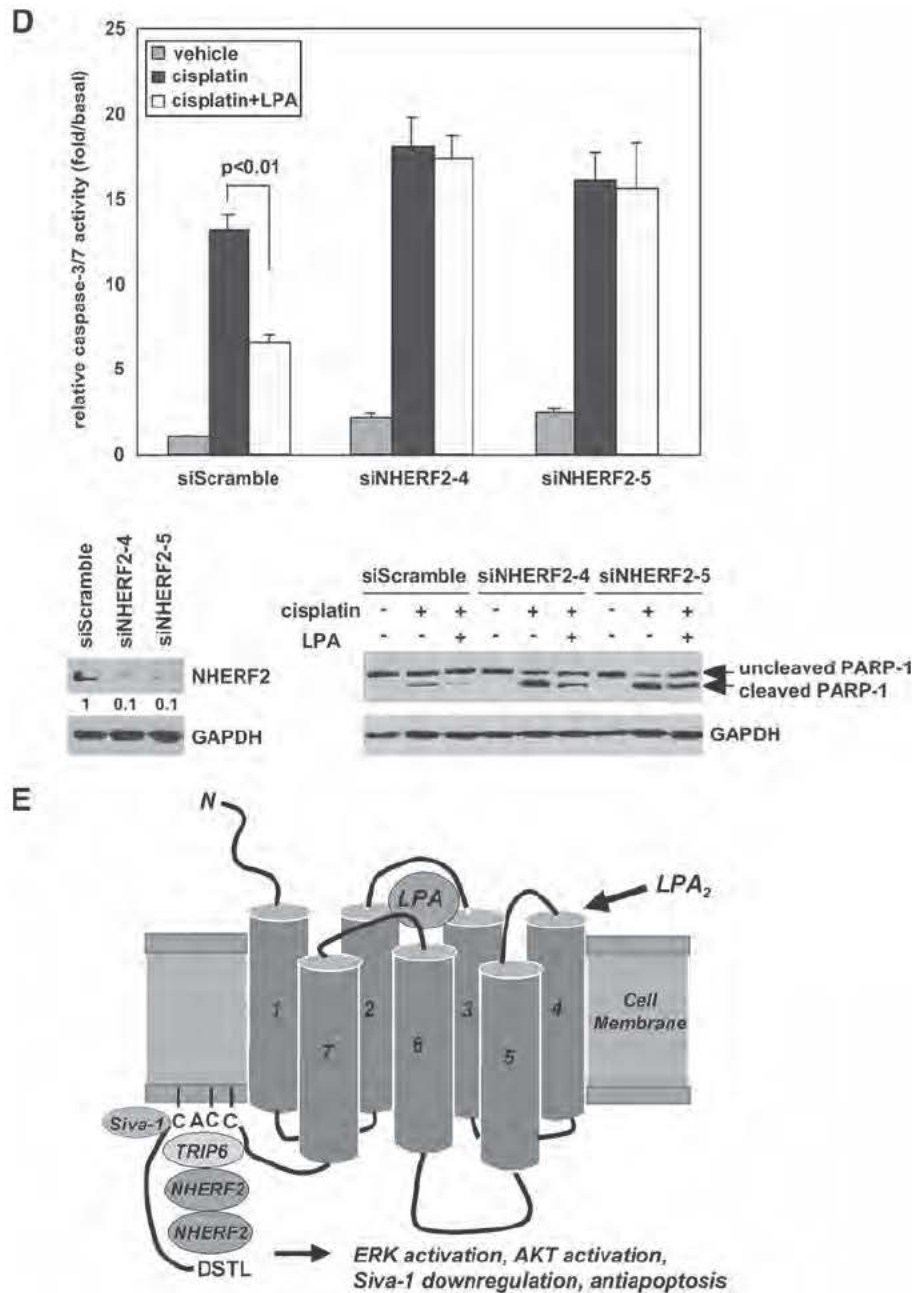 D
25
20
15
10
5
0
relative caspase-3/7 activity (fold/basal)
vehicle
cisplatin
cisplatin+LPA
p<0.01
siScramble siNHERF2-4 siNHERF2-5
siScramble
siNHERF2-4
siNHERF2-5
NHERF2
1 0.1 0.1
GAPDH
siScramble siNHERF2-4 siNHERF2-5
cisplatin - + + - + + - + +
LPA - - + - - + - - +
uncleaved PARP-1
cleaved PARP-1
GAPDH
E
N
LPA
LPA2
1
2
3
4
7
6
5
Cell
Membrane
Siva-1
CACC
TRIP6
NHERF2
NHERF2
DSTL
ERK activation, AKT activation,
Siva-1 downregulation, antiapoptosis